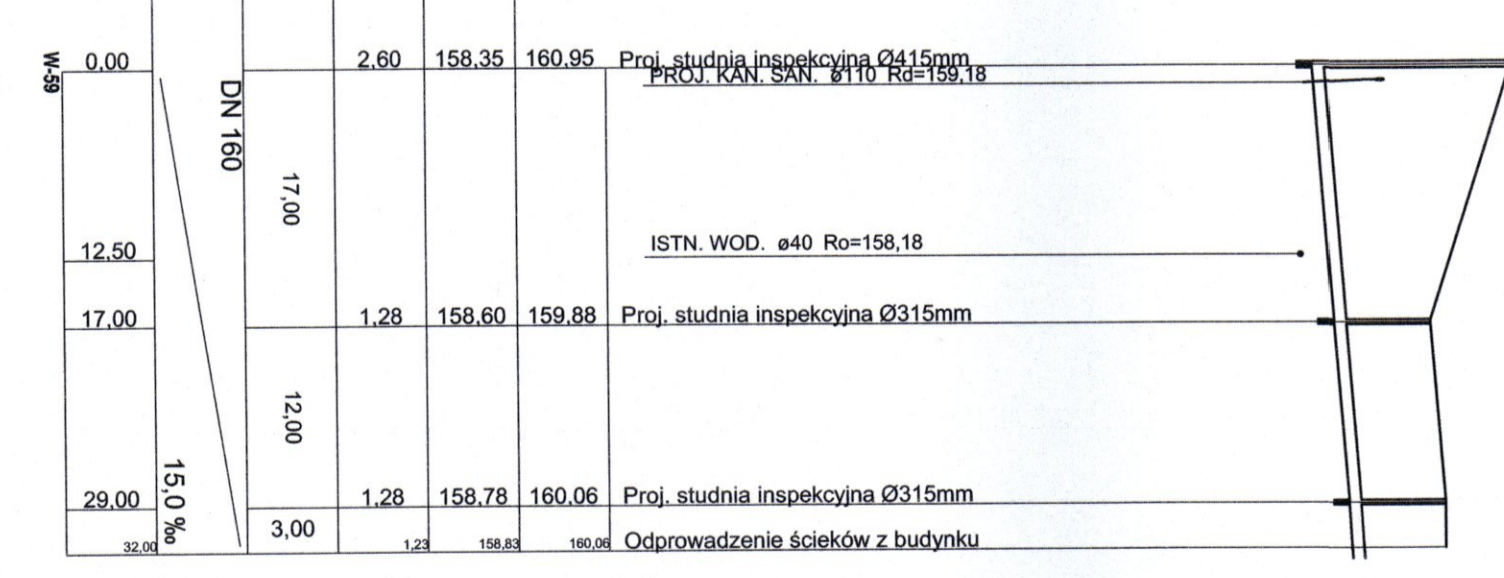 W-59
0,00 2,60 158,35 160,95 Proj. studnia inspekcyjna Ø415mm
PROJ. KAN. SAN. ø110 Rd=159,18
DN 160
17,00
12,50 ISTN. WOD. ø40 Ro=158,18
17,00 1,28 158,60 159,88 Proj. studnia inspekcyjna Ø315mm
12,00
15,0 ‰
29,00 1,28 158,78 160,06 Proj. studnia inspekcyjna Ø315mm
3,00
32,00 1,23 158,83 160,06 Odprowadzenie ścieków z budynku